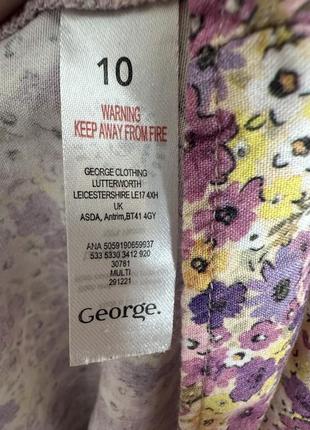 10
WARNING
KEEP AWAY FROM FIRE
GEORGE CLOTHING
LUTTERWORTH
LEICESTERSHIRE LE17 4XH
UK
ASDA, Antrim, BT41 4GY
ANA 5059190659937
533 5330 3412 920
30781
MULTI
291221
George.